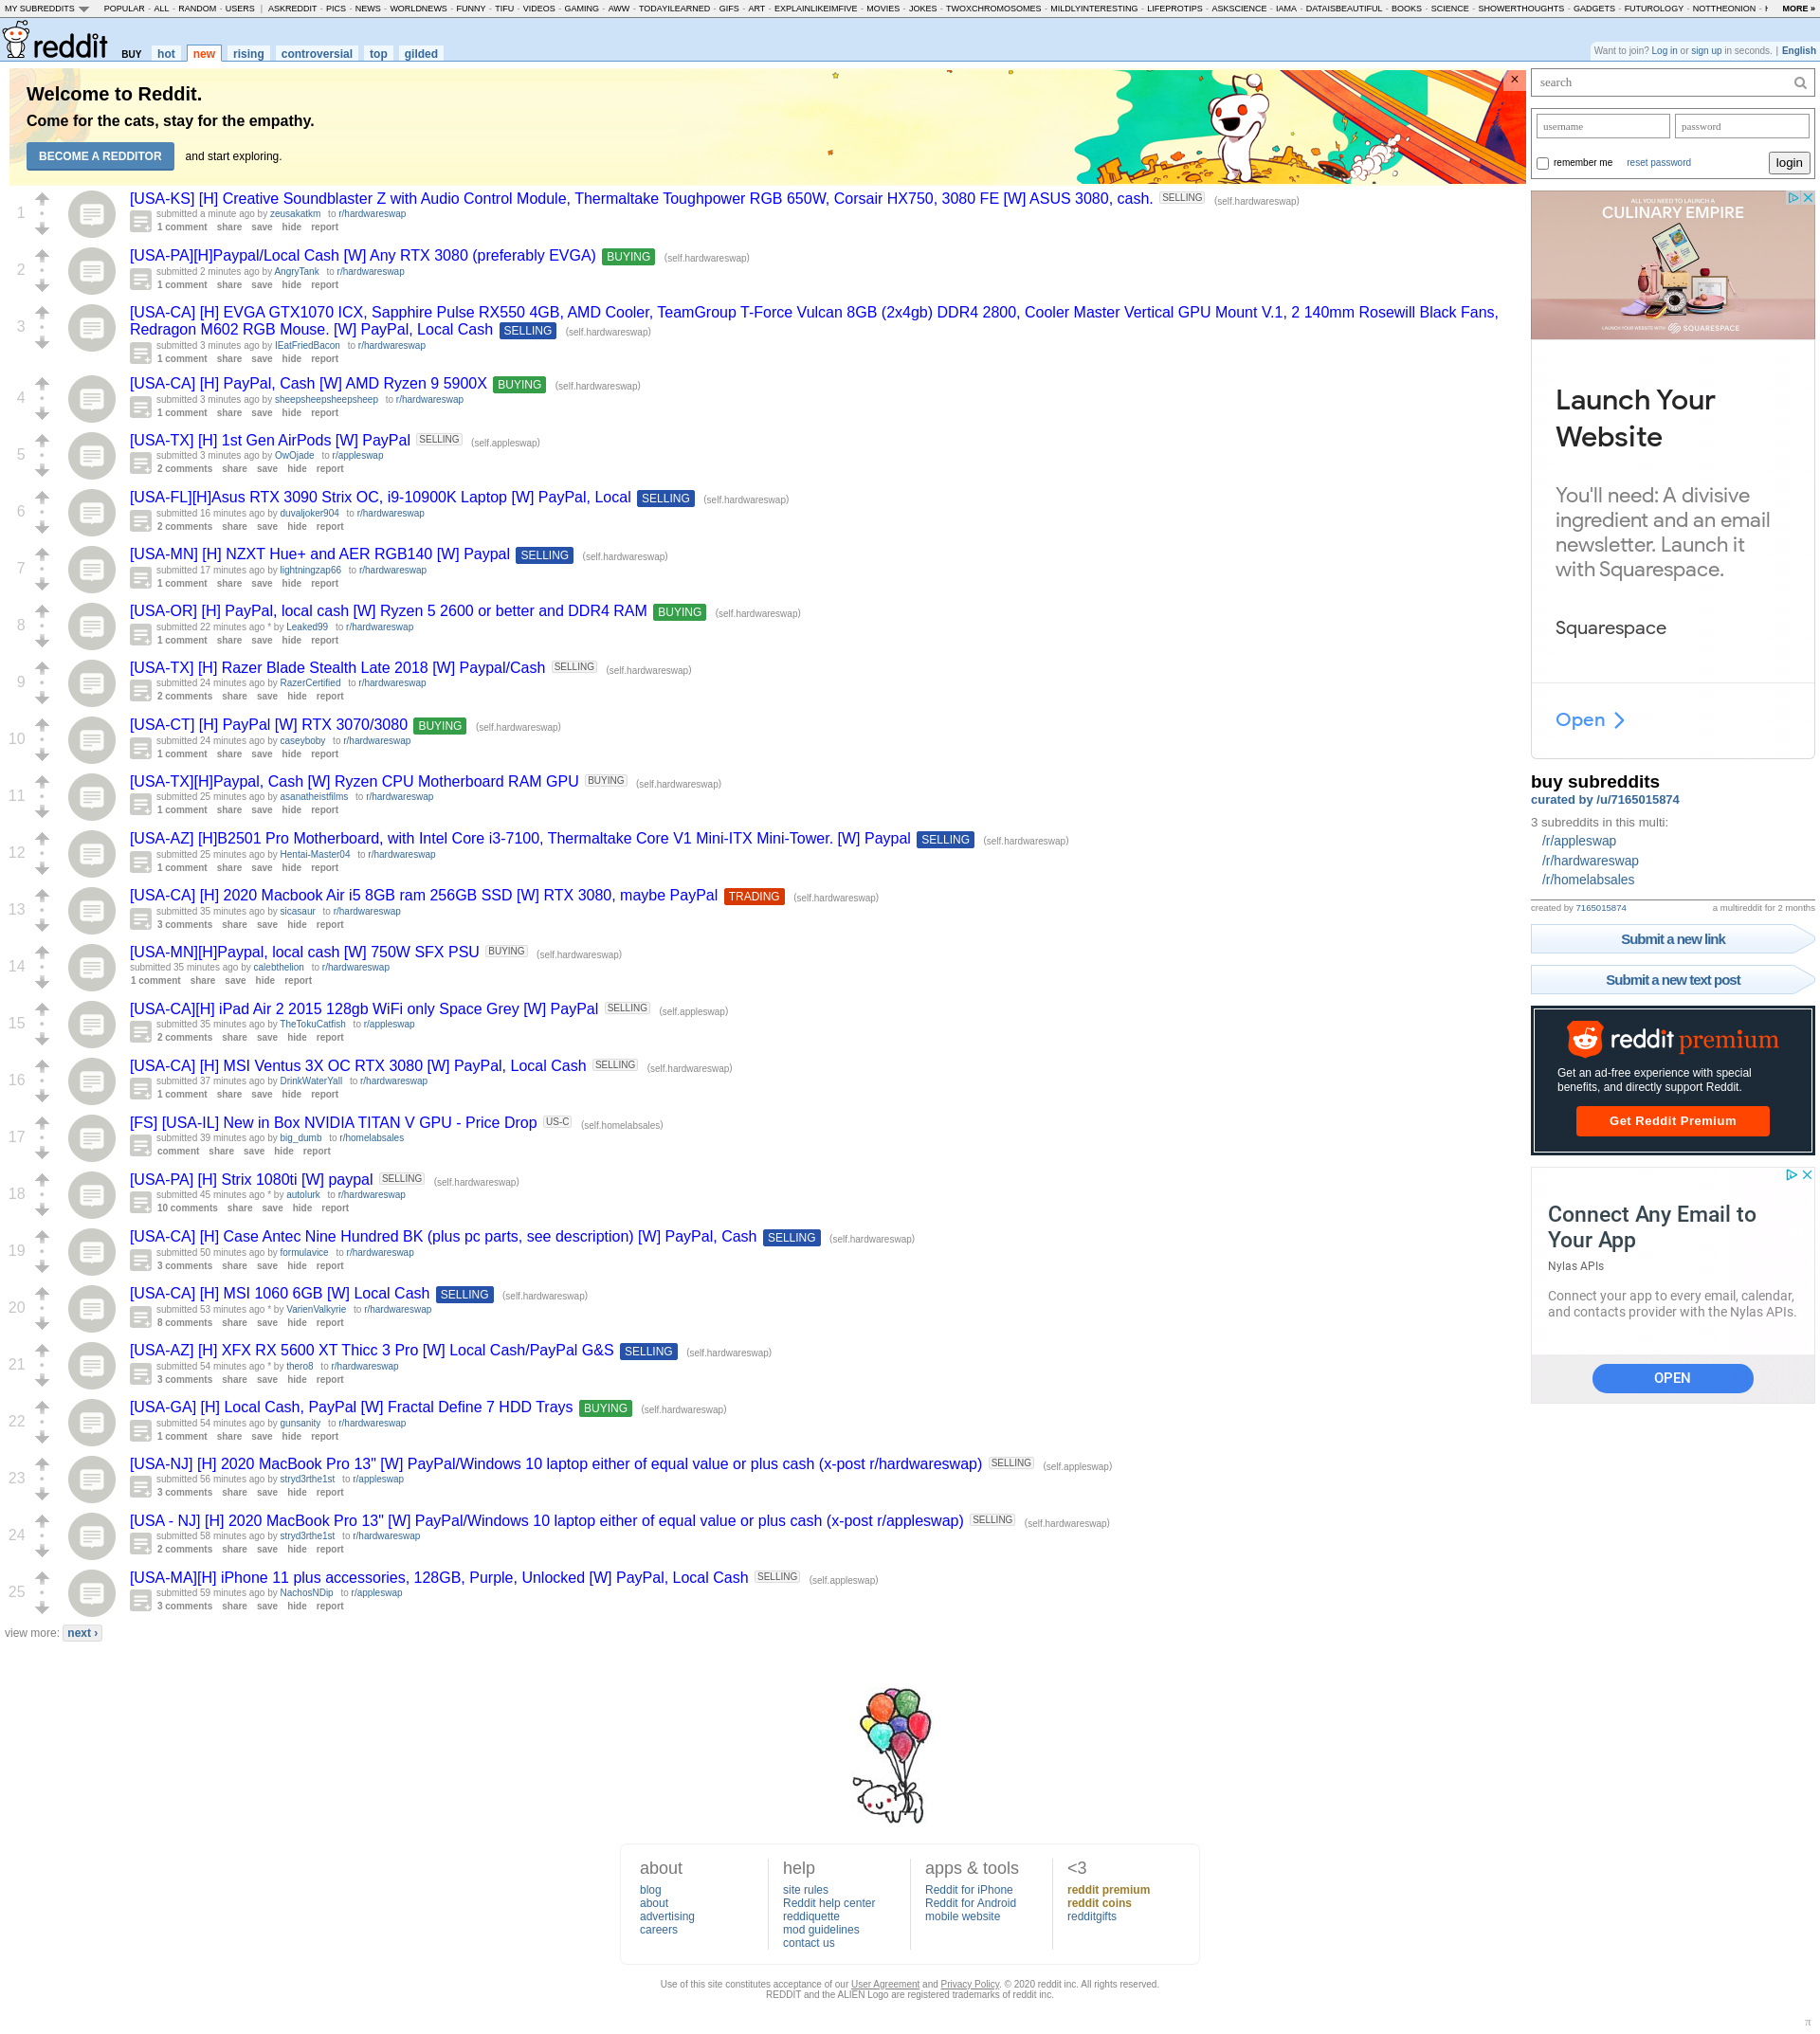 MY SUBREDDITS POPULAR - ALL - RANDOM - USERS | ASKREDDIT - PICS - NEWS - WORLDNEWS - FUNNY - TIFU - VIDEOS - GAMING - AWW - TODAYILEARNED - GIFS - ART - EXPLAINLIKEIMFIVE - MOVIES - JOKES - TWOXCHROMOSOMES - MILDLYINTERESTING - LIFEPROTIPS - ASKSCIENCE - IAMA - DATAISBEAUTIFUL - BOOKS - SCIENCE - SHOWERTHOUGHTS - GADGETS - FUTUROLOGY - NOTTHEONION - MORE »
reddit BUY hot new rising controversial top gilded
Want to join? Log in or sign up in seconds. | English
Welcome to Reddit.
Come for the cats, stay for the empathy.
BECOME A REDDITOR and start exploring.
×
1
[USA-KS] [H] Creative Soundblaster Z with Audio Control Module, Thermaltake Toughpower RGB 650W, Corsair HX750, 3080 FE [W] ASUS 3080, cash. SELLING (self.hardwareswap)
submitted a minute ago by zeusakatkm to r/hardwareswap
1 comment share save hide report
2
[USA-PA][H]Paypal/Local Cash [W] Any RTX 3080 (preferably EVGA) BUYING (self.hardwareswap)
submitted 2 minutes ago by AngryTank to r/hardwareswap
1 comment share save hide report
3
[USA-CA] [H] EVGA GTX1070 ICX, Sapphire Pulse RX550 4GB, AMD Cooler, TeamGroup T-Force Vulcan 8GB (2x4gb) DDR4 2800, Cooler Master Vertical GPU Mount V.1, 2 140mm Rosewill Black Fans,
Redragon M602 RGB Mouse. [W] PayPal, Local Cash SELLING (self.hardwareswap)
submitted 3 minutes ago by IEatFriedBacon to r/hardwareswap
1 comment share save hide report
4
[USA-CA] [H] PayPal, Cash [W] AMD Ryzen 9 5900X BUYING (self.hardwareswap)
submitted 3 minutes ago by sheepsheepsheepsheep to r/hardwareswap
1 comment share save hide report
5
[USA-TX] [H] 1st Gen AirPods [W] PayPal SELLING (self.appleswap)
submitted 3 minutes ago by OwOjade to r/appleswap
2 comments share save hide report
6
[USA-FL][H]Asus RTX 3090 Strix OC, i9-10900K Laptop [W] PayPal, Local SELLING (self.hardwareswap)
submitted 16 minutes ago by duvaljoker904 to r/hardwareswap
2 comments share save hide report
7
[USA-MN] [H] NZXT Hue+ and AER RGB140 [W] Paypal SELLING (self.hardwareswap)
submitted 17 minutes ago by lightningzap66 to r/hardwareswap
1 comment share save hide report
8
[USA-OR] [H] PayPal, local cash [W] Ryzen 5 2600 or better and DDR4 RAM BUYING (self.hardwareswap)
submitted 22 minutes ago * by Leaked99 to r/hardwareswap
1 comment share save hide report
9
[USA-TX] [H] Razer Blade Stealth Late 2018 [W] Paypal/Cash SELLING (self.hardwareswap)
submitted 24 minutes ago by RazerCertified to r/hardwareswap
2 comments share save hide report
10
[USA-CT] [H] PayPal [W] RTX 3070/3080 BUYING (self.hardwareswap)
submitted 24 minutes ago by caseyboby to r/hardwareswap
1 comment share save hide report
11
[USA-TX][H]Paypal, Cash [W] Ryzen CPU Motherboard RAM GPU BUYING (self.hardwareswap)
submitted 25 minutes ago by asanatheistfilms to r/hardwareswap
1 comment share save hide report
12
[USA-AZ] [H]B2501 Pro Motherboard, with Intel Core i3-7100, Thermaltake Core V1 Mini-ITX Mini-Tower. [W] Paypal SELLING (self.hardwareswap)
submitted 25 minutes ago by Hentai-Master04 to r/hardwareswap
1 comment share save hide report
13
[USA-CA] [H] 2020 Macbook Air i5 8GB ram 256GB SSD [W] RTX 3080, maybe PayPal TRADING (self.hardwareswap)
submitted 35 minutes ago by sicasaur to r/hardwareswap
3 comments share save hide report
14
[USA-MN][H]Paypal, local cash [W] 750W SFX PSU BUYING (self.hardwareswap)
submitted 35 minutes ago by calebthelion to r/hardwareswap
1 comment share save hide report
15
[USA-CA][H] iPad Air 2 2015 128gb WiFi only Space Grey [W] PayPal SELLING (self.appleswap)
submitted 35 minutes ago by TheTokuCatfish to r/appleswap
2 comments share save hide report
16
[USA-CA] [H] MSI Ventus 3X OC RTX 3080 [W] PayPal, Local Cash SELLING (self.hardwareswap)
submitted 37 minutes ago by DrinkWaterYall to r/hardwareswap
1 comment share save hide report
17
[FS] [USA-IL] New in Box NVIDIA TITAN V GPU - Price Drop US-C (self.homelabsales)
submitted 39 minutes ago by big_dumb to r/homelabsales
comment share save hide report
18
[USA-PA] [H] Strix 1080ti [W] paypal SELLING (self.hardwareswap)
submitted 45 minutes ago * by autolurk to r/hardwareswap
10 comments share save hide report
19
[USA-CA] [H] Case Antec Nine Hundred BK (plus pc parts, see description) [W] PayPal, Cash SELLING (self.hardwareswap)
submitted 50 minutes ago by formulavice to r/hardwareswap
3 comments share save hide report
20
[USA-CA] [H] MSI 1060 6GB [W] Local Cash SELLING (self.hardwareswap)
submitted 53 minutes ago * by VarienValkyrie to r/hardwareswap
8 comments share save hide report
21
[USA-AZ] [H] XFX RX 5600 XT Thicc 3 Pro [W] Local Cash/PayPal G&S SELLING (self.hardwareswap)
submitted 54 minutes ago * by thero8 to r/hardwareswap
3 comments share save hide report
22
[USA-GA] [H] Local Cash, PayPal [W] Fractal Define 7 HDD Trays BUYING (self.hardwareswap)
submitted 54 minutes ago by gunsanity to r/hardwareswap
1 comment share save hide report
23
[USA-NJ] [H] 2020 MacBook Pro 13" [W] PayPal/Windows 10 laptop either of equal value or plus cash (x-post r/hardwareswap) SELLING (self.appleswap)
submitted 56 minutes ago by stryd3rthe1st to r/appleswap
3 comments share save hide report
24
[USA - NJ] [H] 2020 MacBook Pro 13" [W] PayPal/Windows 10 laptop either of equal value or plus cash (x-post r/appleswap) SELLING (self.hardwareswap)
submitted 58 minutes ago by stryd3rthe1st to r/hardwareswap
2 comments share save hide report
25
[USA-MA][H] iPhone 11 plus accessories, 128GB, Purple, Unlocked [W] PayPal, Local Cash SELLING (self.appleswap)
submitted 59 minutes ago by NachosNDip to r/appleswap
3 comments share save hide report
view more: next ›
search
username password
remember me reset password login
ALL YOU NEED TO LAUNCH A
CULINARY EMPIRE
LAUNCH YOUR WEBSITE WITH SQUARESPACE
Launch Your
Website
You'll need: A divisive
ingredient and an email
newsletter. Launch it
with Squarespace.
Squarespace
Open
buy subreddits
curated by /u/7165015874
3 subreddits in this multi:
/r/appleswap
/r/hardwareswap
/r/homelabsales
created by 7165015874 a multireddit for 2 months
Submit a new link
Submit a new text post
reddit premium
Get an ad-free experience with special
benefits, and directly support Reddit.
Get Reddit Premium
Connect Any Email to
Your App
Nylas APIs
Connect your app to every email, calendar,
and contacts provider with the Nylas APIs.
OPEN
about
blog
about
advertising
careers
help
site rules
Reddit help center
reddiquette
mod guidelines
contact us
apps & tools
Reddit for iPhone
Reddit for Android
mobile website
<3
reddit premium
reddit coins
redditgifts
Use of this site constitutes acceptance of our User Agreement and Privacy Policy. © 2020 reddit inc. All rights reserved.
REDDIT and the ALIEN Logo are registered trademarks of reddit inc.
π